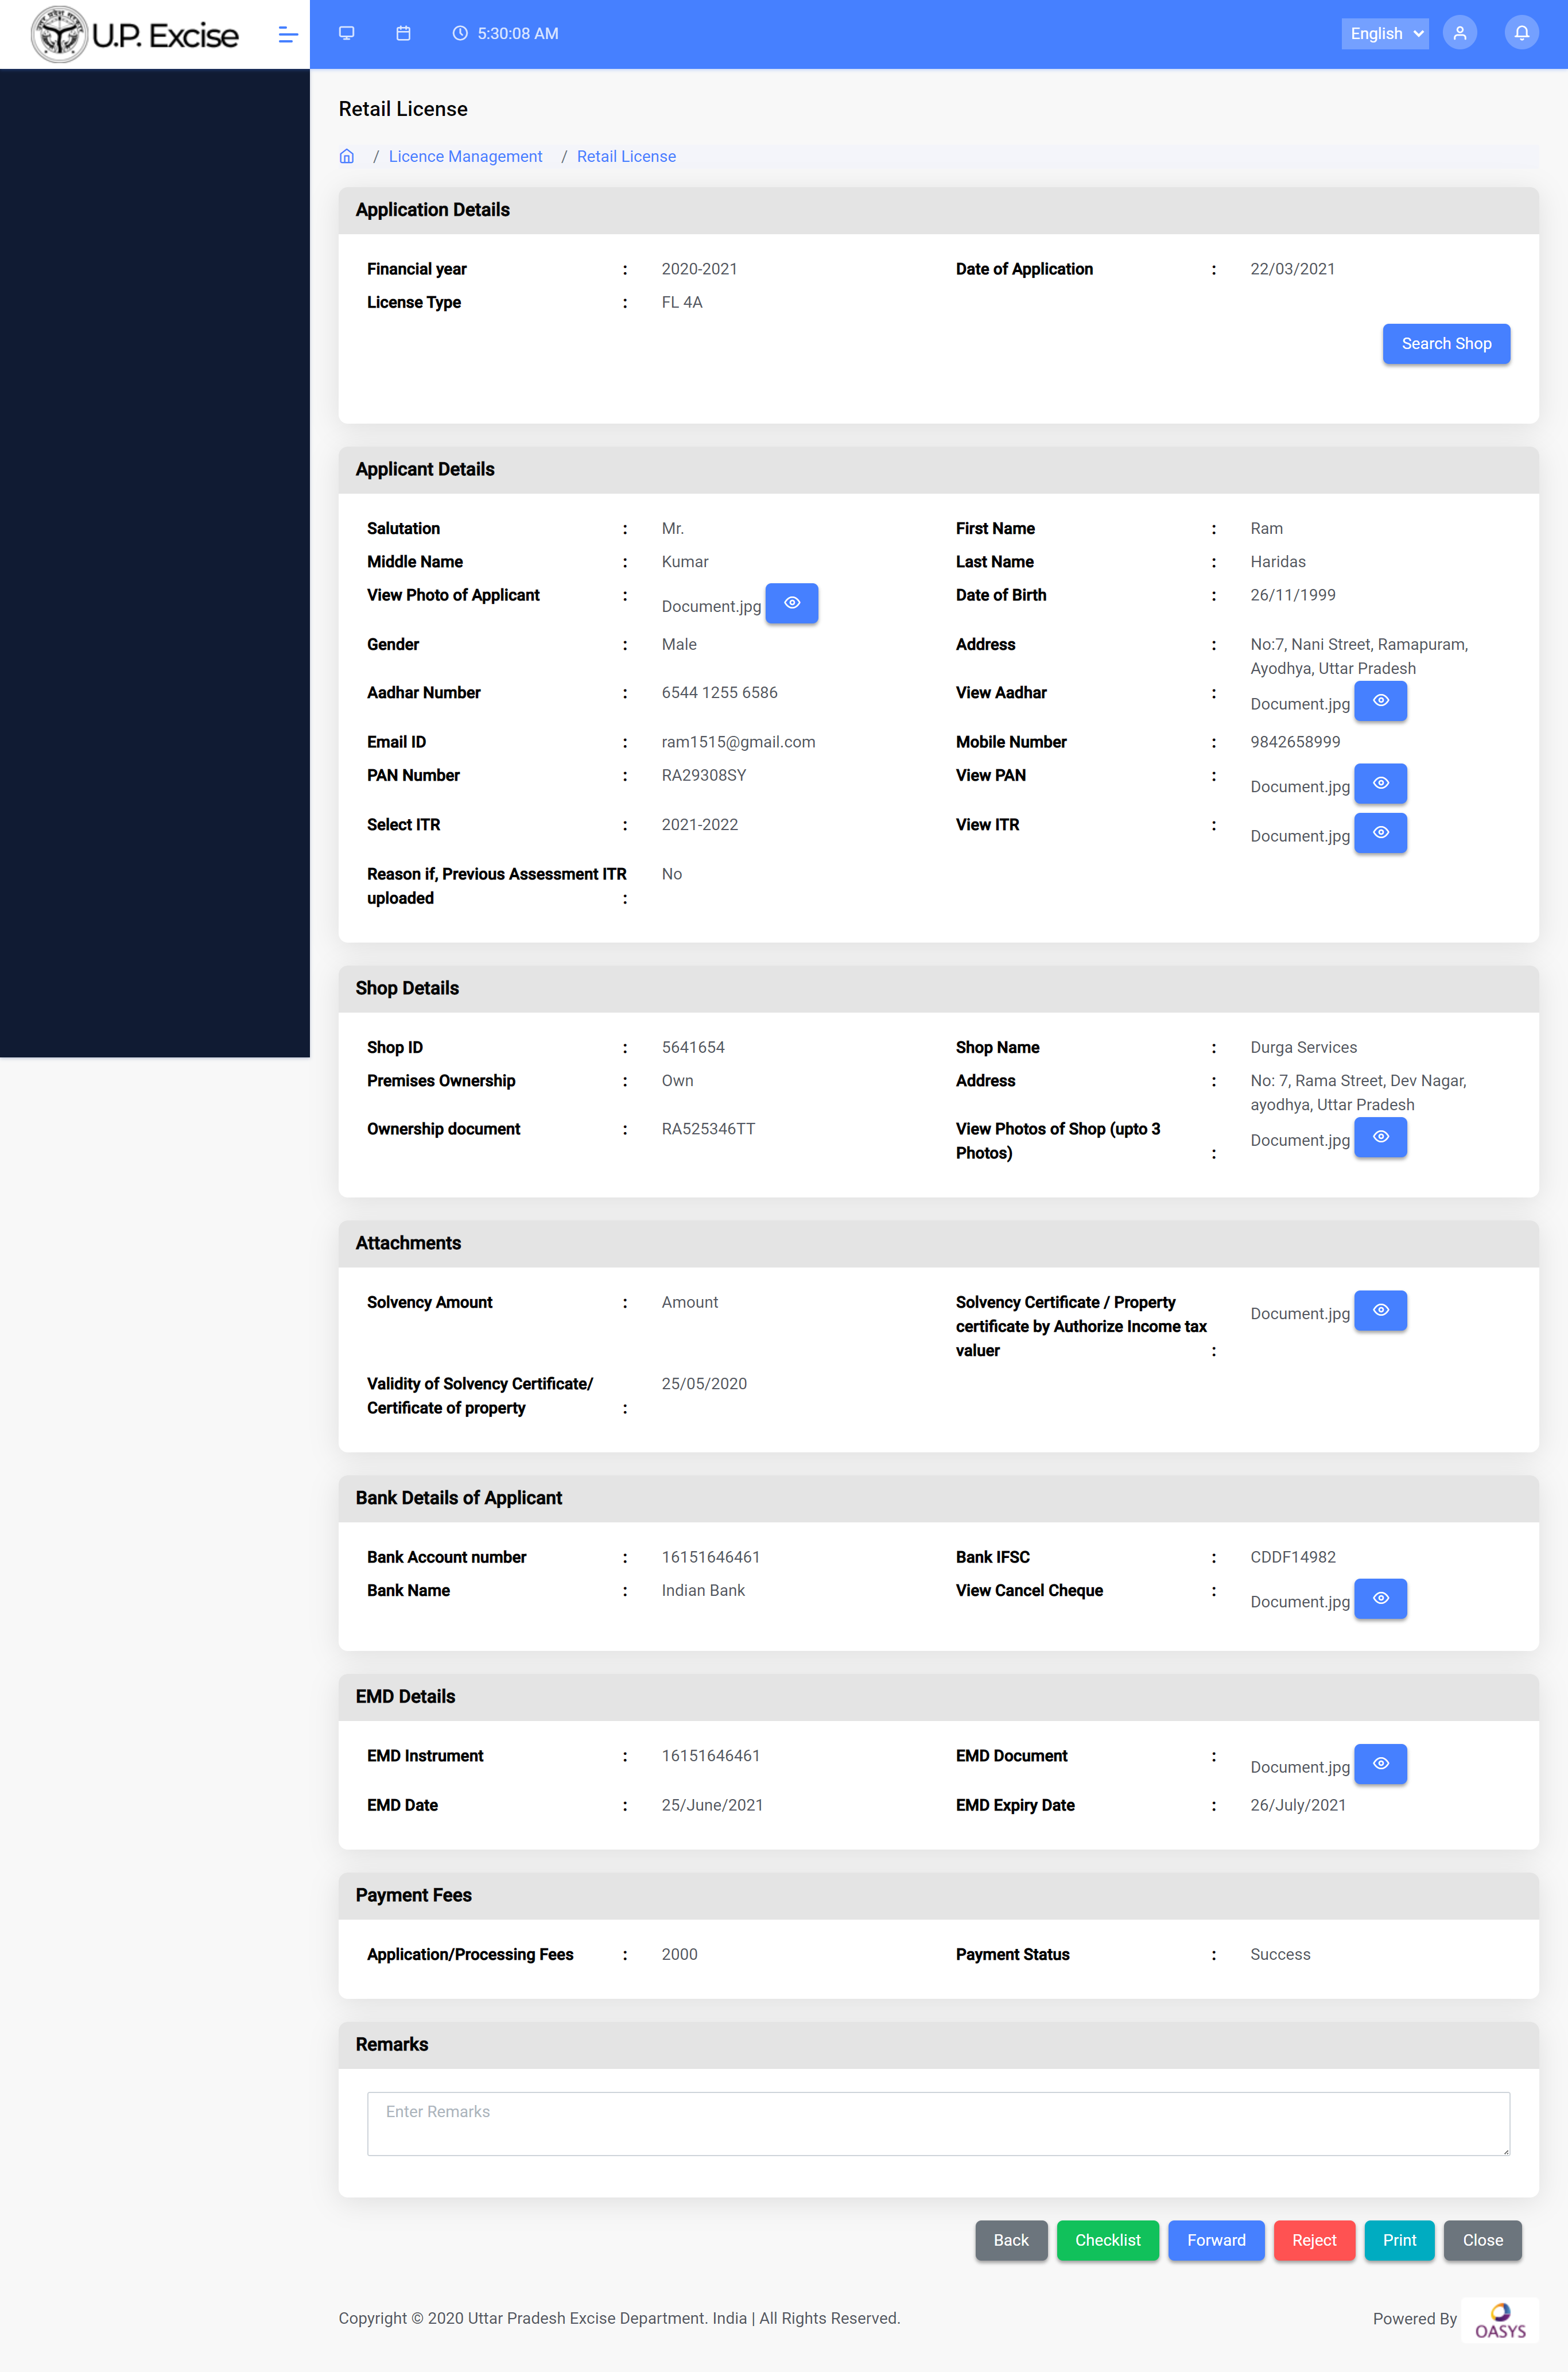 U.P. Excise
5:30:08 AM
English
Retail License
/ Licence Management / Retail License
Application Details
Financial year : 2020-2021 Date of Application : 22/03/2021
License Type : FL 4A
Search Shop
Applicant Details
Salutation : Mr. First Name : Ram
Middle Name : Kumar Last Name : Haridas
View Photo of Applicant : Document.jpg Date of Birth : 26/11/1999
Gender : Male Address : No:7, Nani Street, Ramapuram,
Ayodhya, Uttar Pradesh
Aadhar Number : 6544 1255 6586 View Aadhar : Document.jpg
Email ID : ram1515@gmail.com Mobile Number : 9842658999
PAN Number : RA29308SY View PAN : Document.jpg
Select ITR : 2021-2022 View ITR : Document.jpg
Reason if, Previous Assessment ITR No
uploaded :
Shop Details
Shop ID : 5641654 Shop Name : Durga Services
Premises Ownership : Own Address : No: 7, Rama Street, Dev Nagar,
ayodhya, Uttar Pradesh
Ownership document : RA525346TT View Photos of Shop (upto 3 Document.jpg
Photos) :
Attachments
Solvency Amount : Amount Solvency Certificate / Property Document.jpg
certificate by Authorize Income tax
valuer :
Validity of Solvency Certificate/ 25/05/2020
Certificate of property :
Bank Details of Applicant
Bank Account number : 16151646461 Bank IFSC : CDDF14982
Bank Name : Indian Bank View Cancel Cheque : Document.jpg
EMD Details
EMD Instrument : 16151646461 EMD Document : Document.jpg
EMD Date : 25/June/2021 EMD Expiry Date : 26/July/2021
Payment Fees
Application/Processing Fees : 2000 Payment Status : Success
Remarks
Enter Remarks
Back Checklist Forward Reject Print Close
Copyright © 2020 Uttar Pradesh Excise Department. India | All Rights Reserved. Powered By OASYS